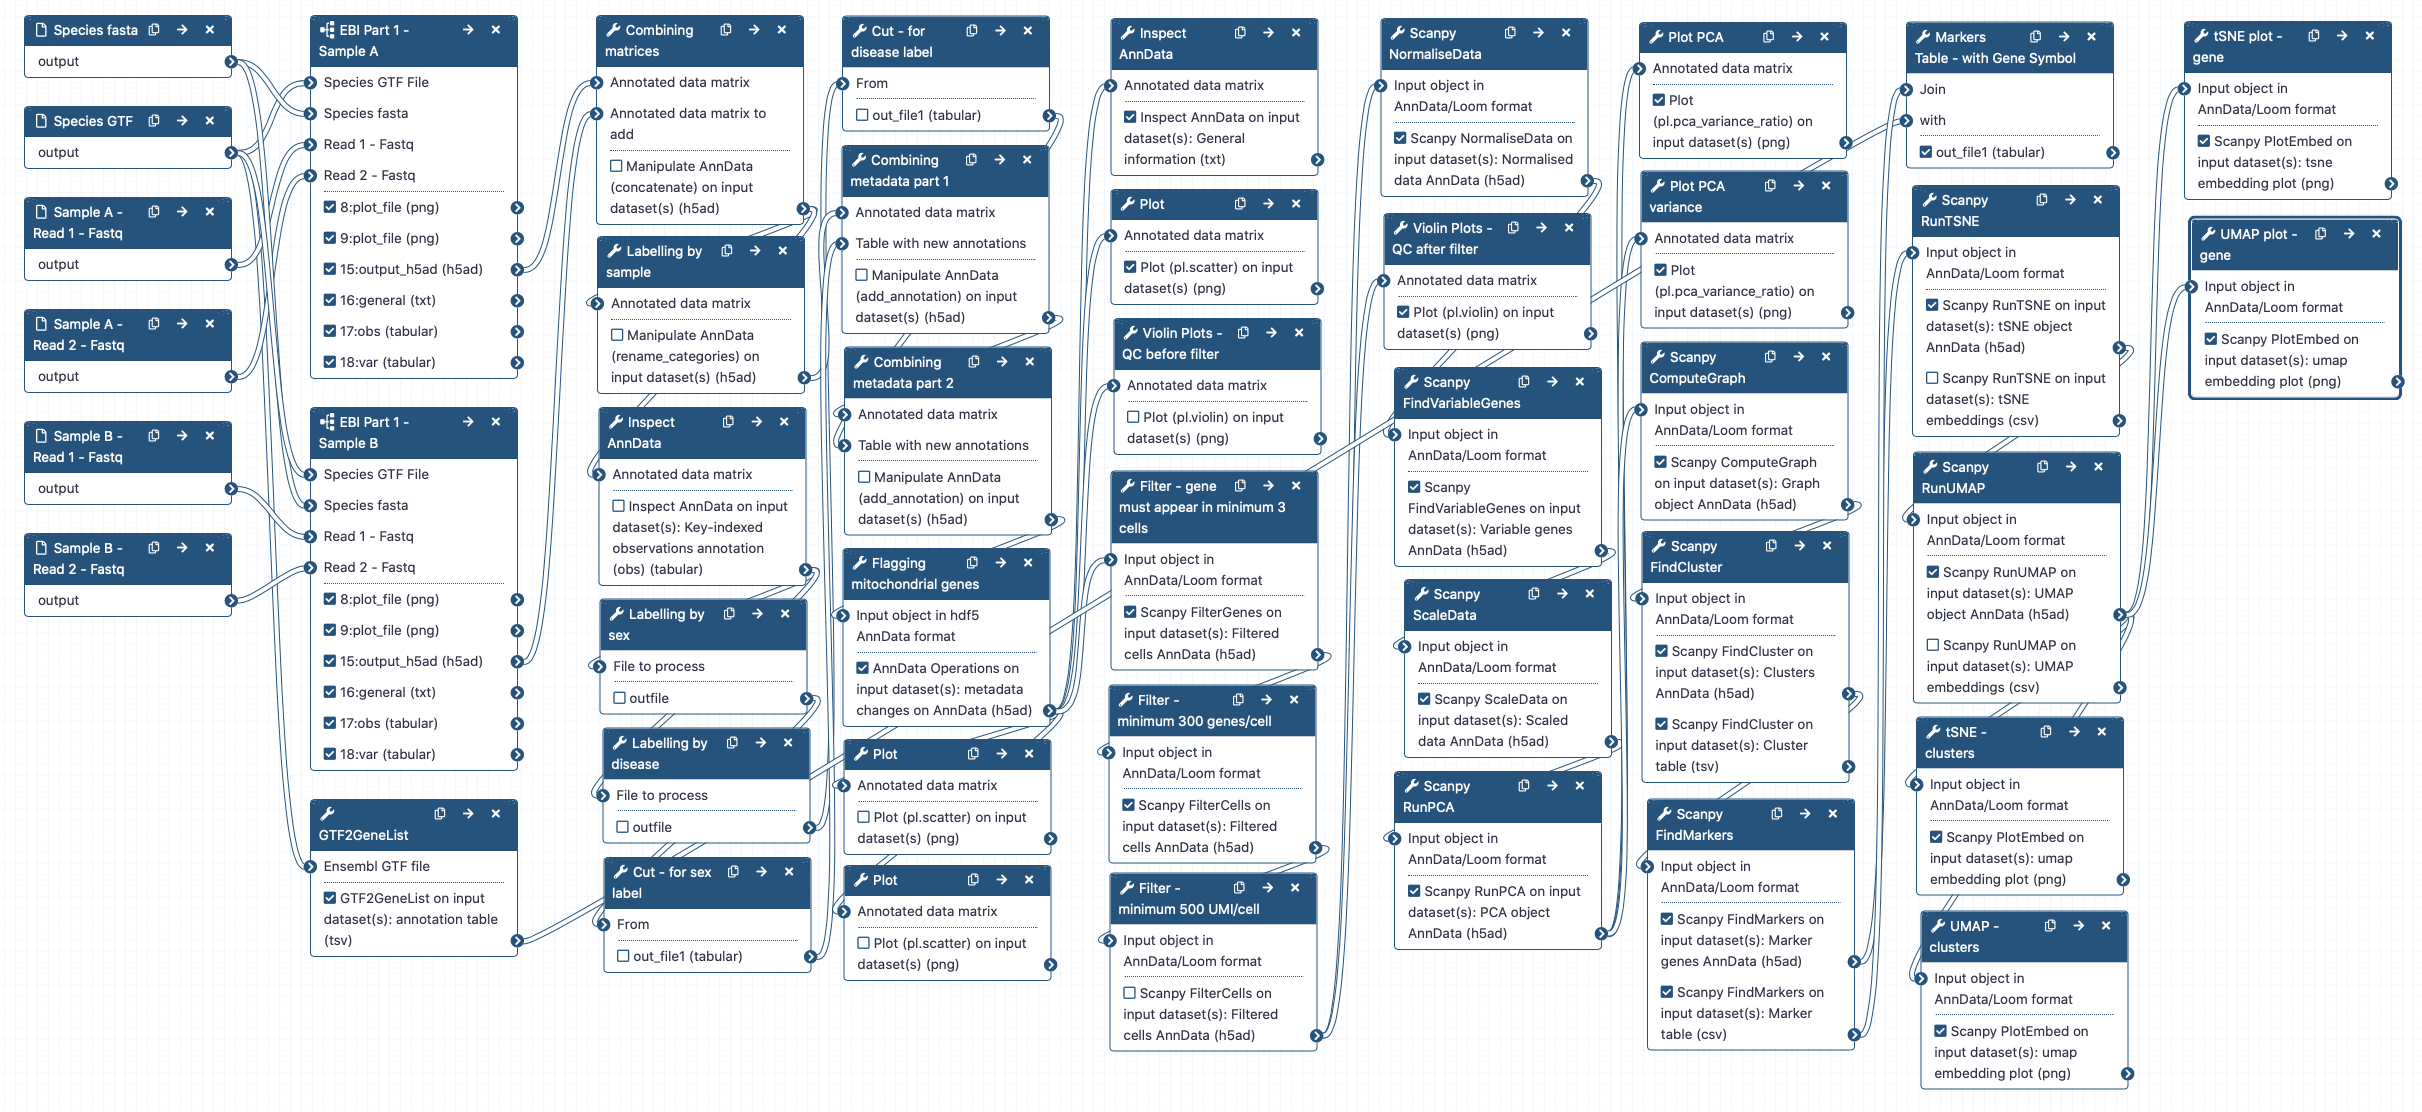 Species fasta
output
Species GTF
output
Sample A -
Read 1 - Fastq
output
Sample A -
Read 2 - Fastq
output
Sample B -
Read 1 - Fastq
output
Sample B -
Read 2 - Fastq
output
EBI Part 1 -
Sample A
Species GTF File
Species fasta
Read 1 - Fastq
Read 2 - Fastq
8:plot_file (png)
9:plot_file (png)
15:output_h5ad (h5ad)
16:general (txt)
17:obs (tabular)
18:var (tabular)
EBI Part 1 -
Sample B
Species GTF File
Species fasta
Read 1 - Fastq
Read 2 - Fastq
8:plot_file (png)
9:plot_file (png)
15:output_h5ad (h5ad)
16:general (txt)
17:obs (tabular)
18:var (tabular)
GTF2GeneList
Ensembl GTF file
GTF2GeneList on input
dataset(s): annotation table
(tsv)
Combining
matrices
Annotated data matrix
Annotated data matrix to
add
Manipulate AnnData
(concatenate) on input
dataset(s) (h5ad)
Labelling by
sample
Annotated data matrix
Manipulate AnnData
(rename_categories) on
input dataset(s) (h5ad)
Inspect
AnnData
Annotated data matrix
Inspect AnnData on input
dataset(s): Key-indexed
observations annotation
(obs) (tabular)
Labelling by
sex
File to process
outfile
Labelling by
disease
File to process
outfile
Cut - for sex
label
From
out_file1 (tabular)
Cut - for
disease label
From
out_file1 (tabular)
Combining
metadata part 1
Annotated data matrix
Table with new annotations
Manipulate AnnData
(add_annotation) on input
dataset(s) (h5ad)
Combining
metadata part 2
Annotated data matrix
Table with new annotations
Manipulate AnnData
(add_annotation) on input
dataset(s) (h5ad)
Flagging
mitochondrial genes
Input object in hdf5
AnnData format
AnnData Operations on
input dataset(s): metadata
changes on AnnData (h5ad)
Plot
Annotated data matrix
Plot (pl.scatter) on input
dataset(s) (png)
Plot
Annotated data matrix
Plot (pl.scatter) on input
dataset(s) (png)
Inspect
AnnData
Annotated data matrix
Inspect AnnData on input
dataset(s): General
information (txt)
Plot
Annotated data matrix
Plot (pl.scatter) on input
dataset(s) (png)
Violin Plots -
QC before filter
Annotated data matrix
Plot (pl.violin) on input
dataset(s) (png)
Filter - gene
must appear in minimum 3
cells
Input object in
AnnData/Loom format
Scanpy FilterGenes on
input dataset(s): Filtered
cells AnnData (h5ad)
Filter -
minimum 300 genes/cell
Input object in
AnnData/Loom format
Scanpy FilterCells on
input dataset(s): Filtered
cells AnnData (h5ad)
Filter -
minimum 500 UMI/cell
Input object in
AnnData/Loom format
Scanpy FilterCells on
input dataset(s): Filtered
cells AnnData (h5ad)
Scanpy
NormaliseData
Input object in
AnnData/Loom format
Scanpy NormaliseData on
input dataset(s): Normalised
data AnnData (h5ad)
Violin Plots -
QC after filter
Annotated data matrix
Plot (pl.violin) on input
dataset(s) (png)
Scanpy
FindVariableGenes
Input object in
AnnData/Loom format
Scanpy
FindVariableGenes on input
dataset(s): Variable genes
AnnData (h5ad)
Scanpy
ScaleData
Input object in
AnnData/Loom format
Scanpy ScaleData on
input dataset(s): Scaled
data AnnData (h5ad)
Scanpy
RunPCA
Input object in
AnnData/Loom format
Scanpy RunPCA on input
dataset(s): PCA object
AnnData (h5ad)
Plot PCA
Annotated data matrix
Plot
(pl.pca_variance_ratio) on
input dataset(s) (png)
Plot PCA
variance
Annotated data matrix
Plot
(pl.pca_variance_ratio) on
input dataset(s) (png)
Scanpy
ComputeGraph
Input object in
AnnData/Loom format
Scanpy ComputeGraph
on input dataset(s): Graph
object AnnData (h5ad)
Scanpy
FindCluster
Input object in
AnnData/Loom format
Scanpy FindCluster on
input dataset(s): Clusters
AnnData (h5ad)
Scanpy FindCluster on
input dataset(s): Cluster
table (tsv)
Scanpy
FindMarkers
Input object in
AnnData/Loom format
Scanpy FindMarkers on
input dataset(s): Marker
genes AnnData (h5ad)
Scanpy FindMarkers on
input dataset(s): Marker
table (csv)
Markers
Table - with Gene Symbol
Join
with
out_file1 (tabular)
Scanpy
RunTSNE
Input object in
AnnData/Loom format
Scanpy RunTSNE on input
dataset(s): tSNE object
AnnData (h5ad)
Scanpy RunTSNE on input
dataset(s): tSNE
embeddings (csv)
Scanpy
RunUMAP
Input object in
AnnData/Loom format
Scanpy RunUMAP on
input dataset(s): UMAP
object AnnData (h5ad)
Scanpy RunUMAP on
input dataset(s): UMAP
embeddings (csv)
tSNE -
clusters
Input object in
AnnData/Loom format
Scanpy PlotEmbed on
input dataset(s): umap
embedding plot (png)
UMAP -
clusters
Input object in
AnnData/Loom format
Scanpy PlotEmbed on
input dataset(s): umap
embedding plot (png)
tSNE plot -
gene
Input object in
AnnData/Loom format
Scanpy PlotEmbed on
input dataset(s): tsne
embedding plot (png)
UMAP plot -
gene
Input object in
AnnData/Loom format
Scanpy PlotEmbed on
input dataset(s): umap
embedding plot (png)